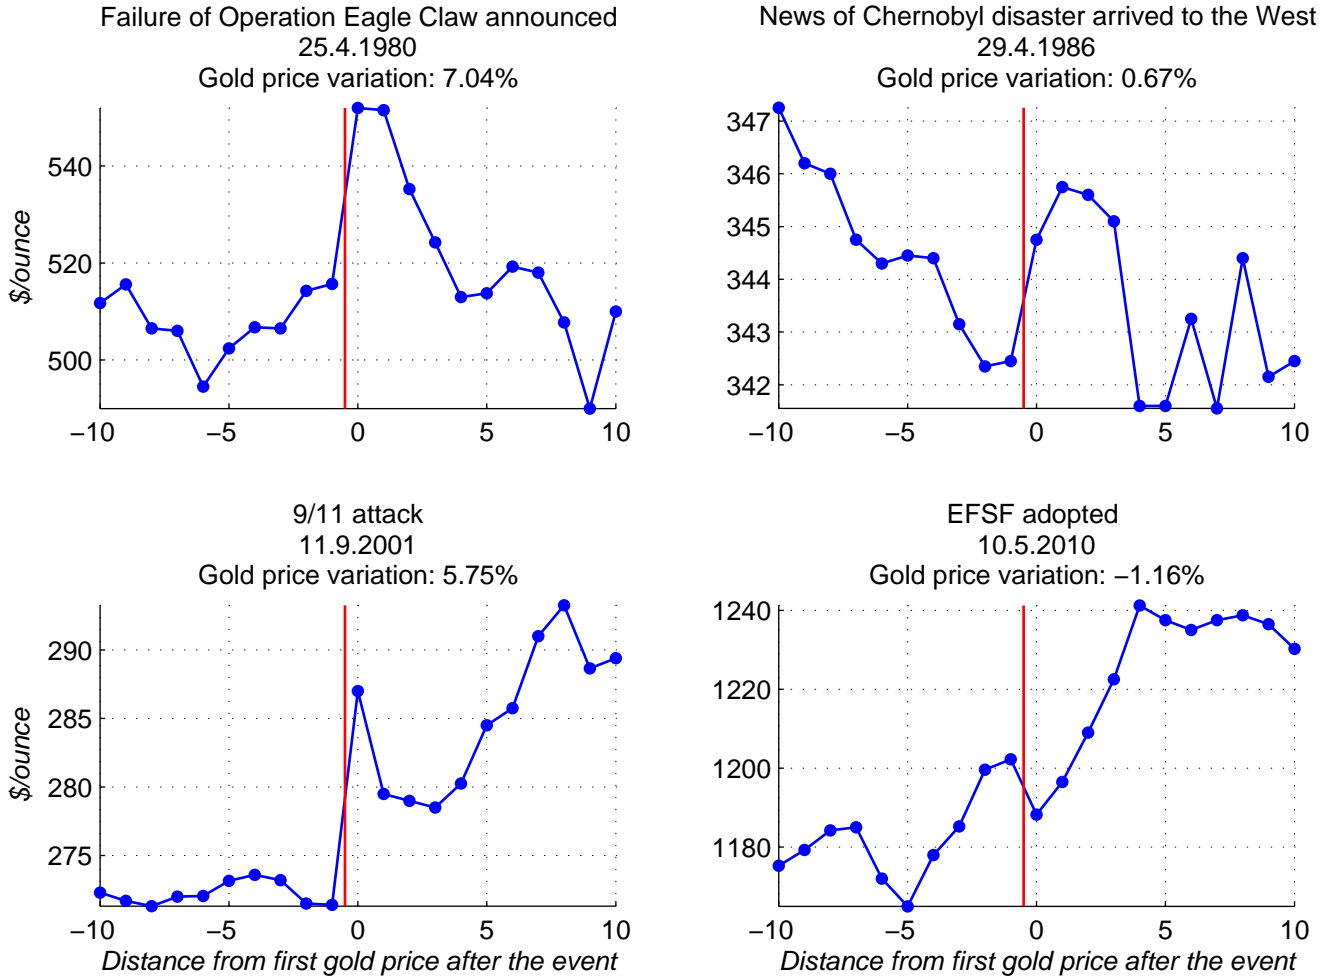 Failure of Operation Eagle Claw announced
25.4.1980
Gold price variation: 7.04%
540
520
500
$/ounce
−10 −5 0 5 10
News of Chernobyl disaster arrived to the West
29.4.1986
Gold price variation: 0.67%
347
346
345
344
343
342
−10 −5 0 5 10
9/11 attack
11.9.2001
Gold price variation: 5.75%
290
285
280
275
$/ounce
−10 −5 0 5 10
Distance from first gold price after the event
EFSF adopted
10.5.2010
Gold price variation: −1.16%
1240
1220
1200
1180
−10 −5 0 5 10
Distance from first gold price after the event